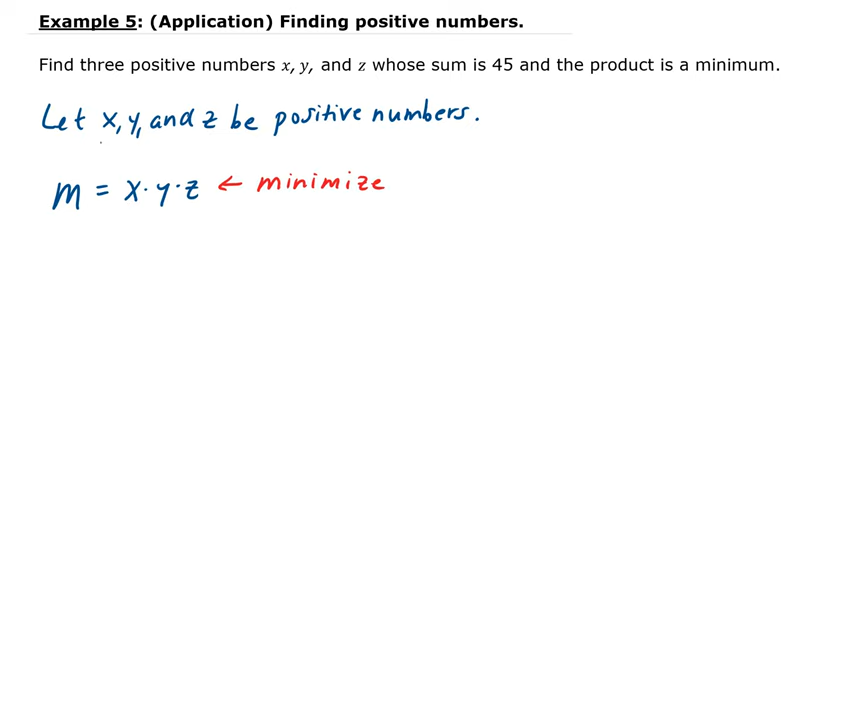 Example 5: (Application) Finding positive numbers.
Find three positive numbers x, y, and z whose sum is 45 and the product is a minimum.
Let x, y, and z be positive numbers.
m = x · y · z ← minimize